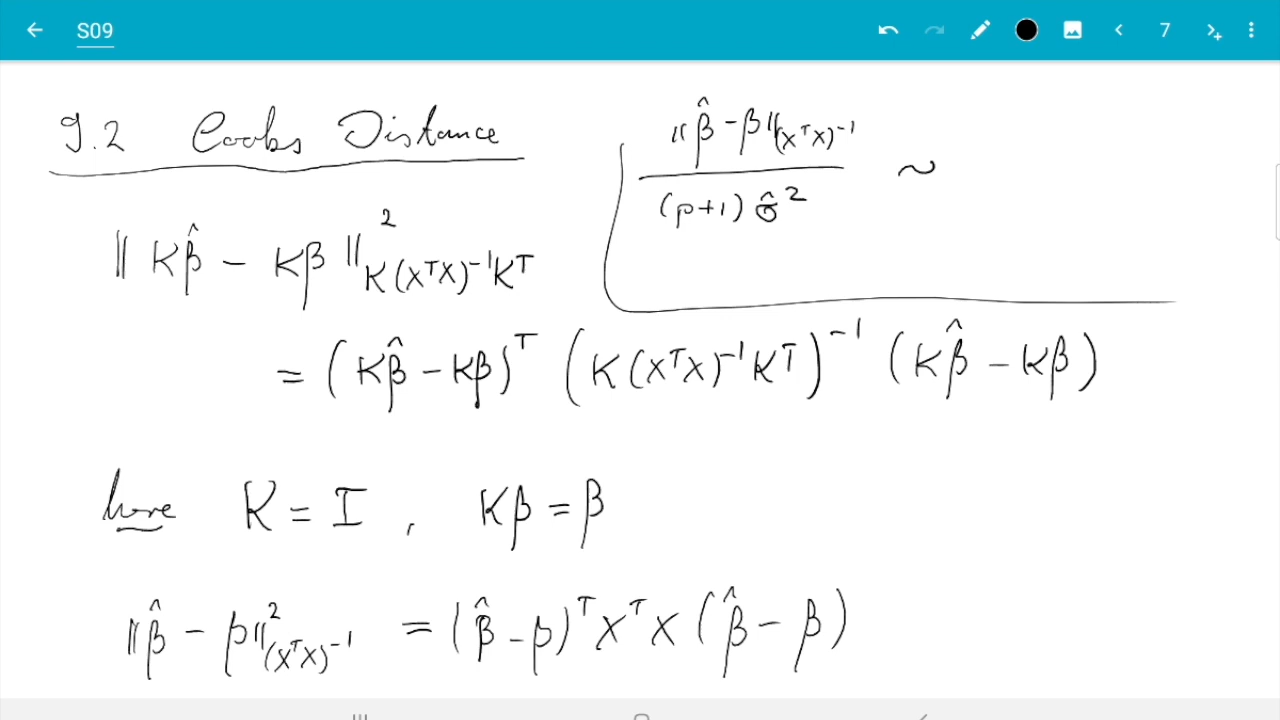 S09
7
9.2 Cooks Distance
‖β̂ - β‖(XᵀX)⁻¹
(p+1) σ̂² ~
‖Kβ̂ - Kβ‖²K(XᵀX)⁻¹Kᵀ
= (Kβ̂ - Kβ)ᵀ (K(XᵀX)⁻¹Kᵀ)⁻¹ (Kβ̂ - Kβ)
here K = I , Kβ = β
‖β̂ - β‖²(XᵀX)⁻¹ = (β̂ - β)ᵀ XᵀX (β̂ - β)